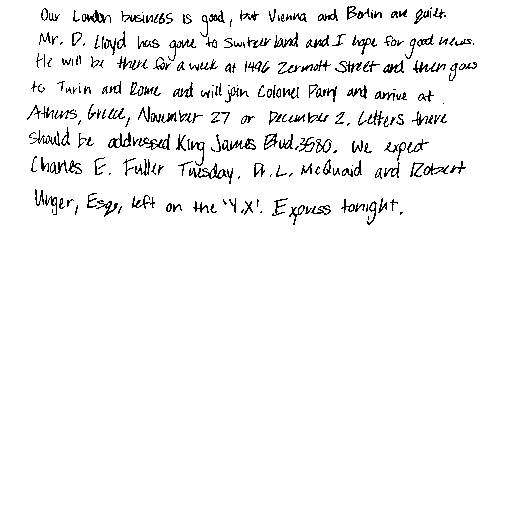 Our London business is good, but Vienna and Berlin are quiet.
Mr. D. Lloyd has gone to Switzerland and I hope for good news.
He will be there for a week at 1496 Zermott Street and then goes
to Turin and Rome and will join Colonel Parry and arrive at
Athens, Greece, November 27 or December 2. Letters there
should be addressed King James Blvd. 3580. We expect
Charles E. Fuller Tuesday. Dr. L. McQuaid and Robert
Unger, Esq., left on the 'Y.X'. Express tonight.